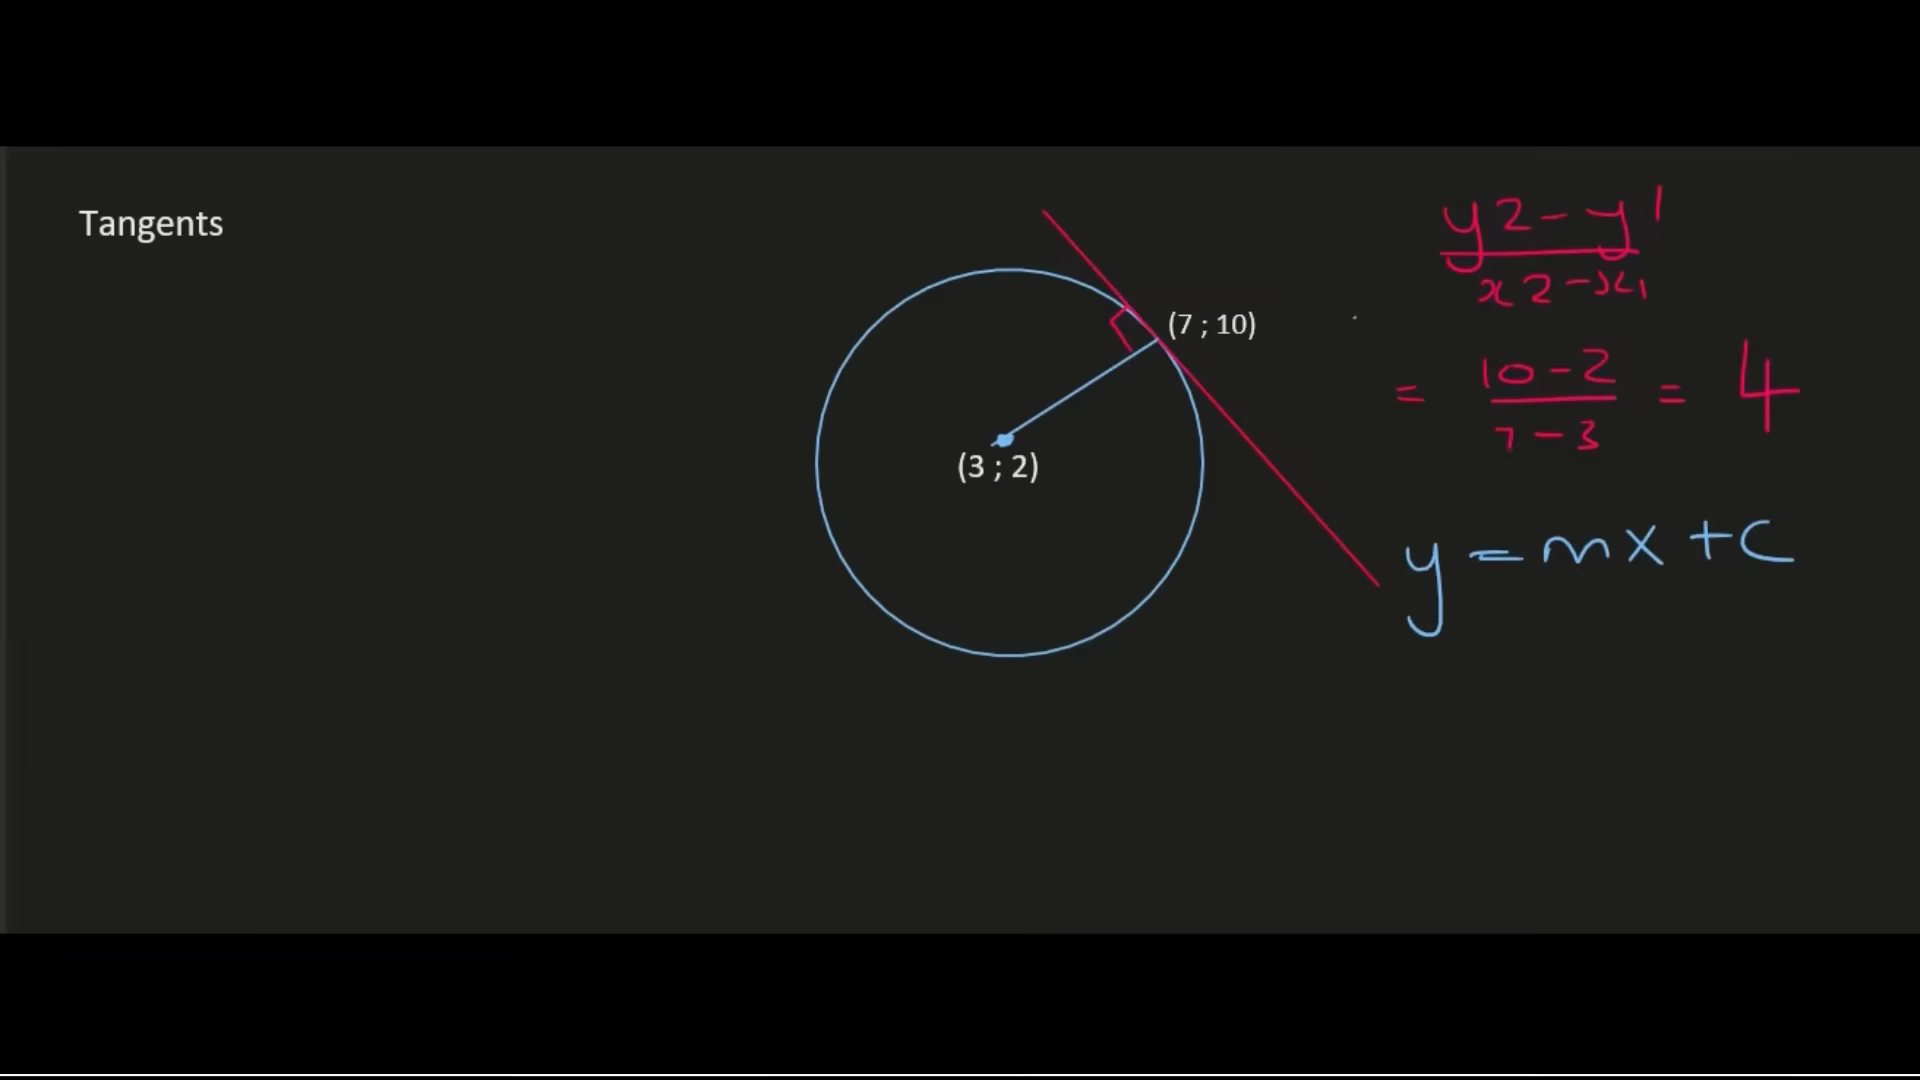 Tangents
(7 ; 10)
(3 ; 2)
y2-y1
x2-x1
= 10-2 = 4
7-3
y=mx+c